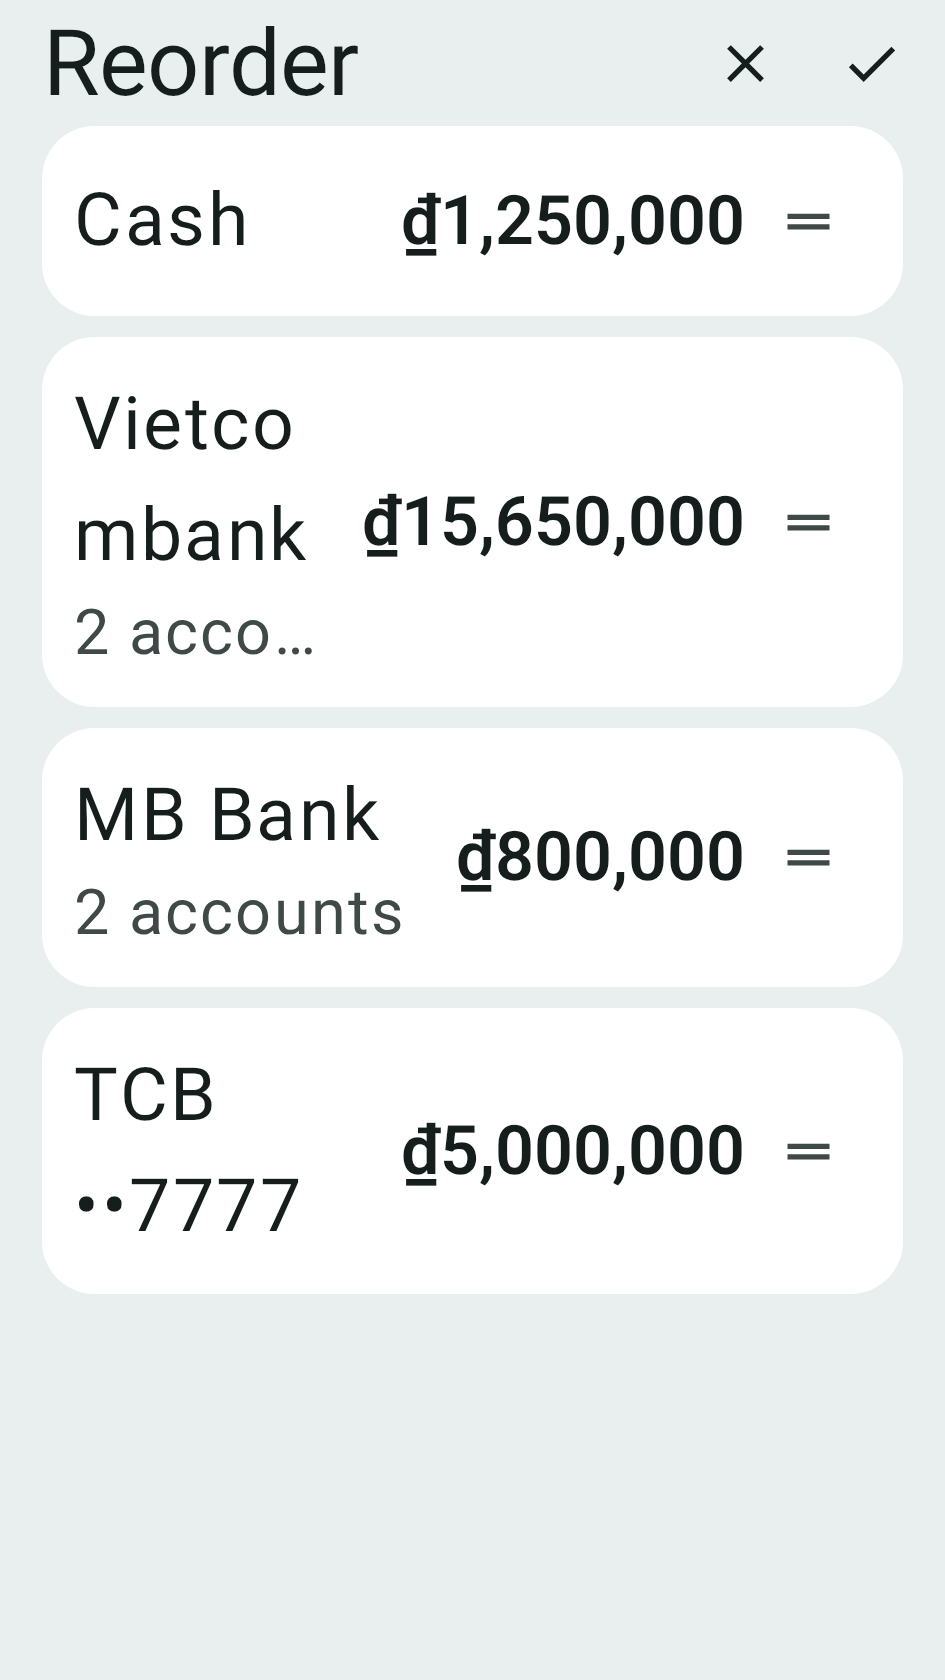 Reorder
Cash ₫1,250,000
Vietco
mbank ₫15,650,000
2 acco…
MB Bank
₫800,000
2 accounts
TCB
₫5,000,000
••7777